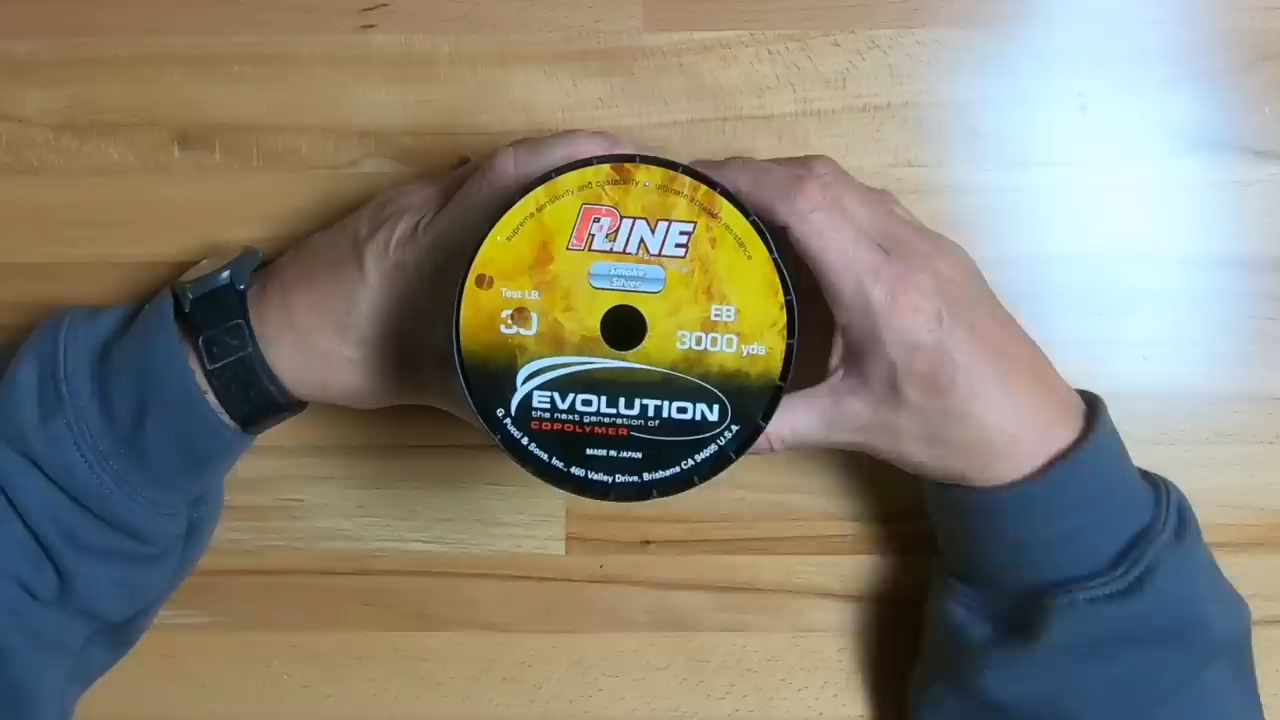 supreme sensitivity and castability ultimate abrasion resistance
P-LINE
Smoke
Silver
Test LB.
30
EB
3000 yds
EVOLUTION
the next generation of
COPOLYMER
MADE IN JAPAN
G. Pucci & Sons, Inc., 460 Valley Drive, Brisbane CA 94005 U.S.A.